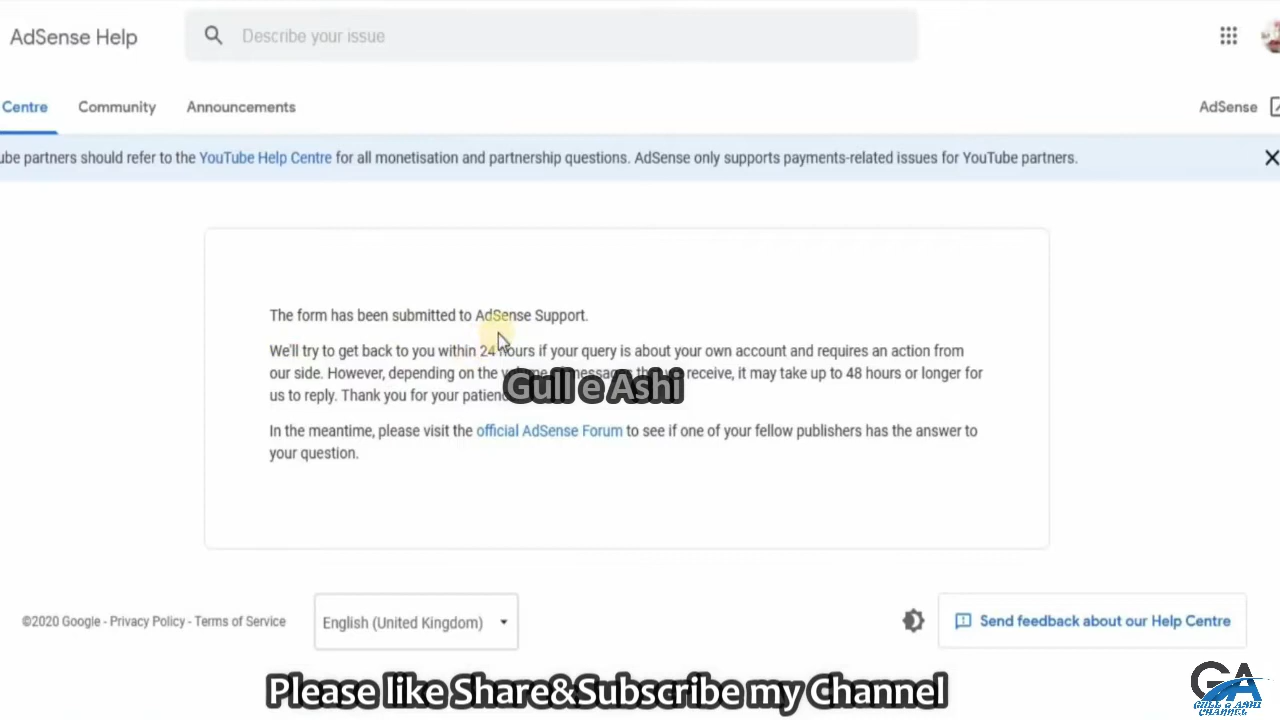 AdSense Help
Describe your issue
Centre
Community
Announcements
AdSense
ube partners should refer to the YouTube Help Centre for all monetisation and partnership questions. AdSense only supports payments-related issues for YouTube partners.
The form has been submitted to AdSense Support.
We'll try to get back to you within 24 hours if your query is about your own account and requires an action from
our side. However, depending on the receive, it may take up to 48 hours or longer for
Gull e Ashi
us to reply. Thank you for your
In the meantime, please visit the official AdSense Forum to see if one of your fellow publishers has the answer to
your question.
©2020 Google - Privacy Policy - Terms of Service
English (United Kingdom)
Send feedback about our Help Centre
Please like Share&Subscribe my Channel
GA
GULL e ASHI
CHANNEL